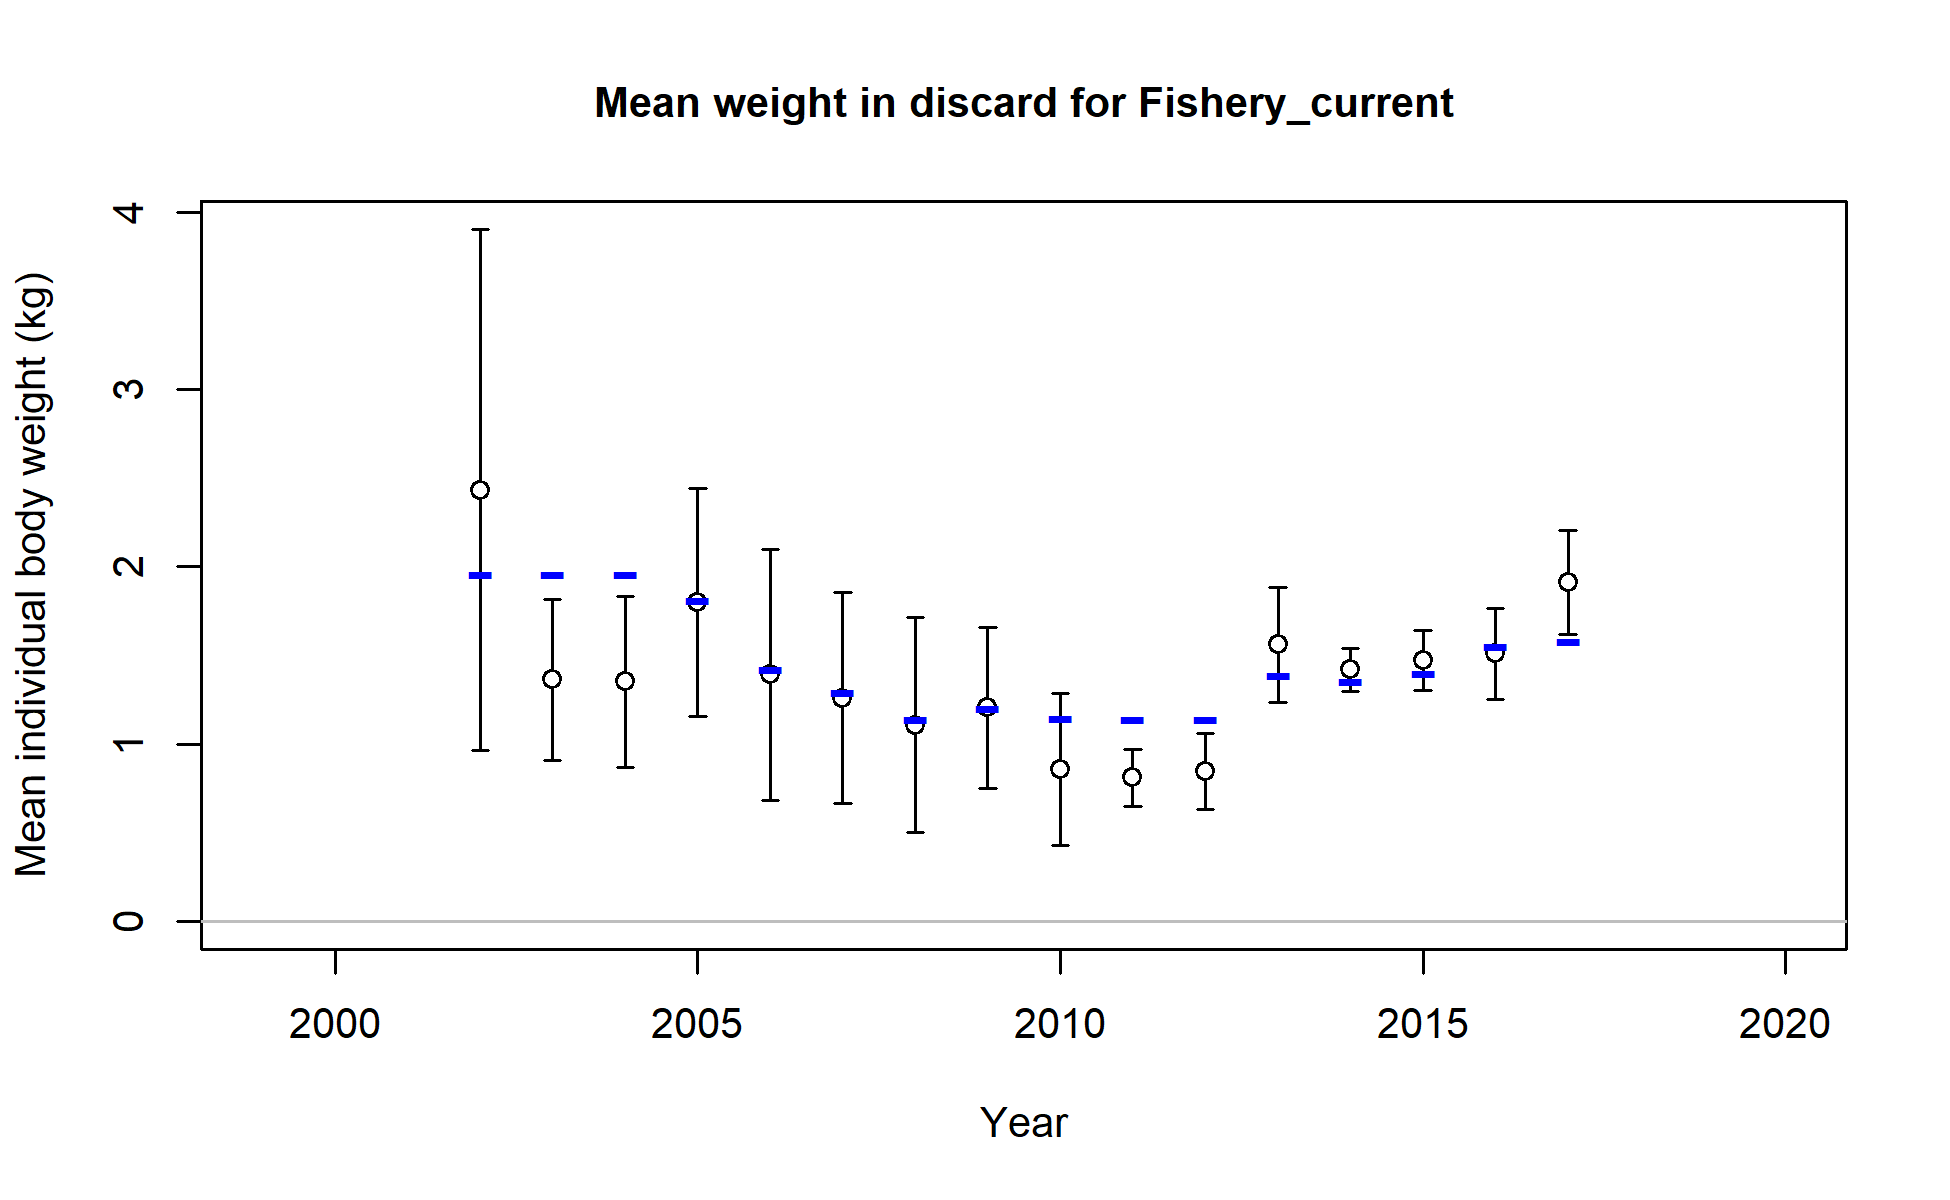 Mean weight in discard for Fishery_current
Mean individual body weight (kg)
4
3
2
1
0
2000 2005 2010 2015 2020
Year